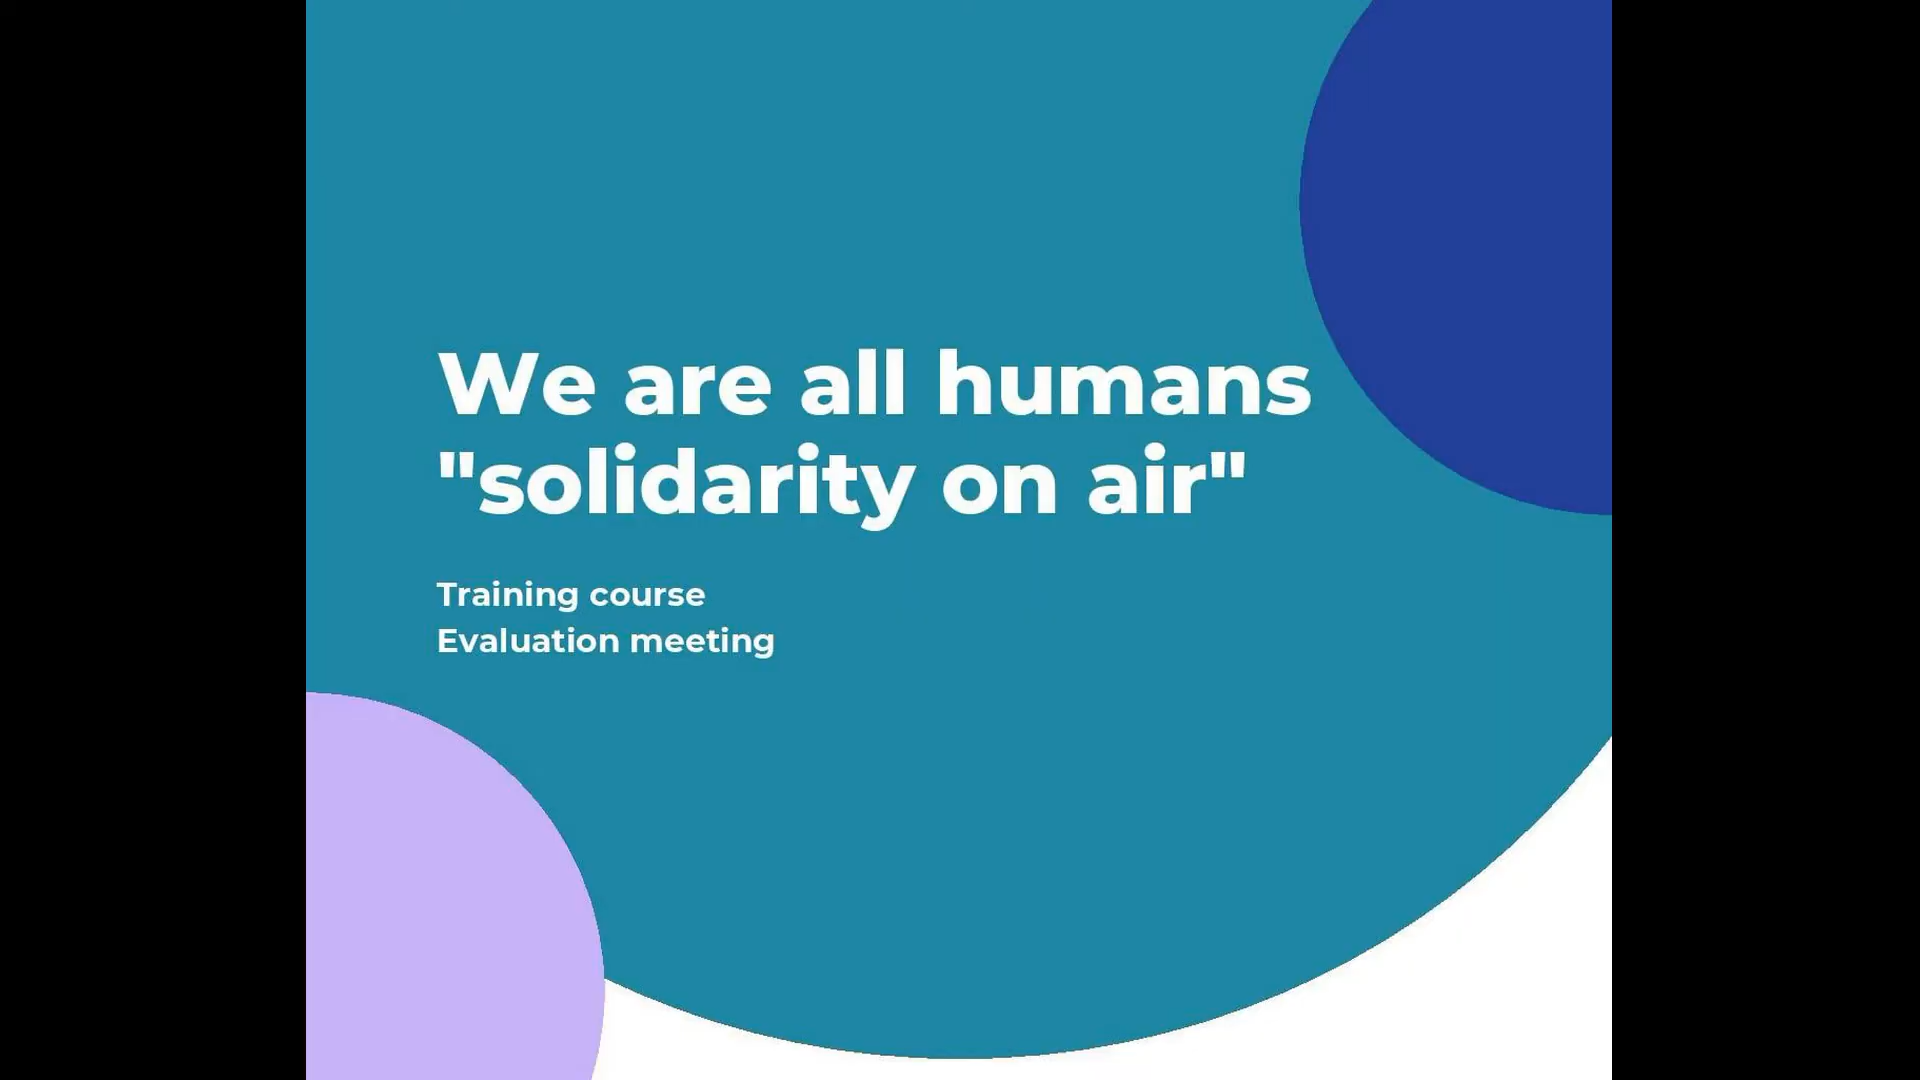 We are all humans
"solidarity on air"
Training course
Evaluation meeting